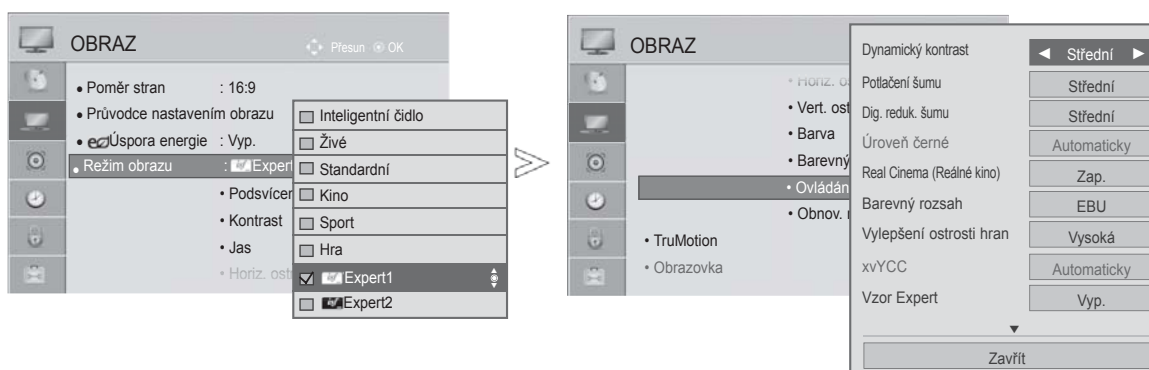 OBRAZ
Přesun OK
• Poměr stran : 16:9
• Průvodce nastavením obrazu
• Úspora energie : Vyp.
• Režim obrazu : Expert
• Podsvícen
• Kontrast
• Jas
• Horiz. ost
Inteligentní čidlo
Živé
Standardní
Kino
Sport
Hra
Expert1
Expert2
OBRAZ
• Horiz. o
• Vert. ost
• Barva
• Barevný
• Ovládán
• Obnov.
• TruMotion
• Obrazovka
Dynamický kontrast ◄ Střední ►
Potlačení šumu Střední
Dig. reduk. šumu Střední
Úroveň černé Automaticky
Real Cinema (Reálné kino) Zap.
Barevný rozsah EBU
Vylepšení ostrosti hran Vysoká
xvYCC Automaticky
Vzor Expert Vyp.
▼
Zavřít